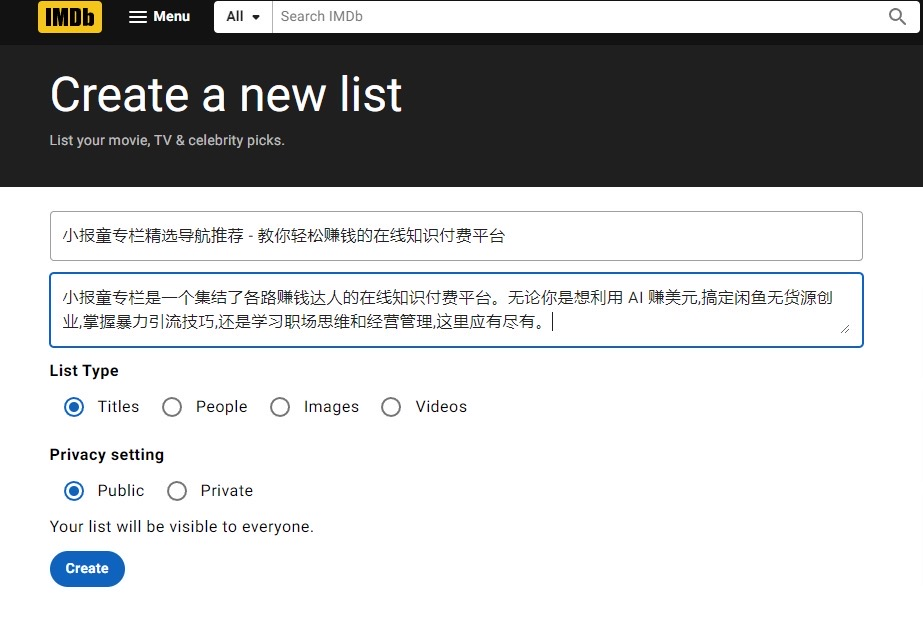 IMDb Menu All Search IMDb
Create a new list
List your movie, TV & celebrity picks.
小报童专栏精选导航推荐 - 教你轻松赚钱的在线知识付费平台
小报童专栏是一个集结了各路赚钱达人的在线知识付费平台。无论你是想利用 AI 赚美元,搞定闲鱼无货源创
业,掌握暴力引流技巧,还是学习职场思维和经营管理,这里应有尽有。
List Type
Titles People Images Videos
Privacy setting
Public Private
Your list will be visible to everyone.
Create